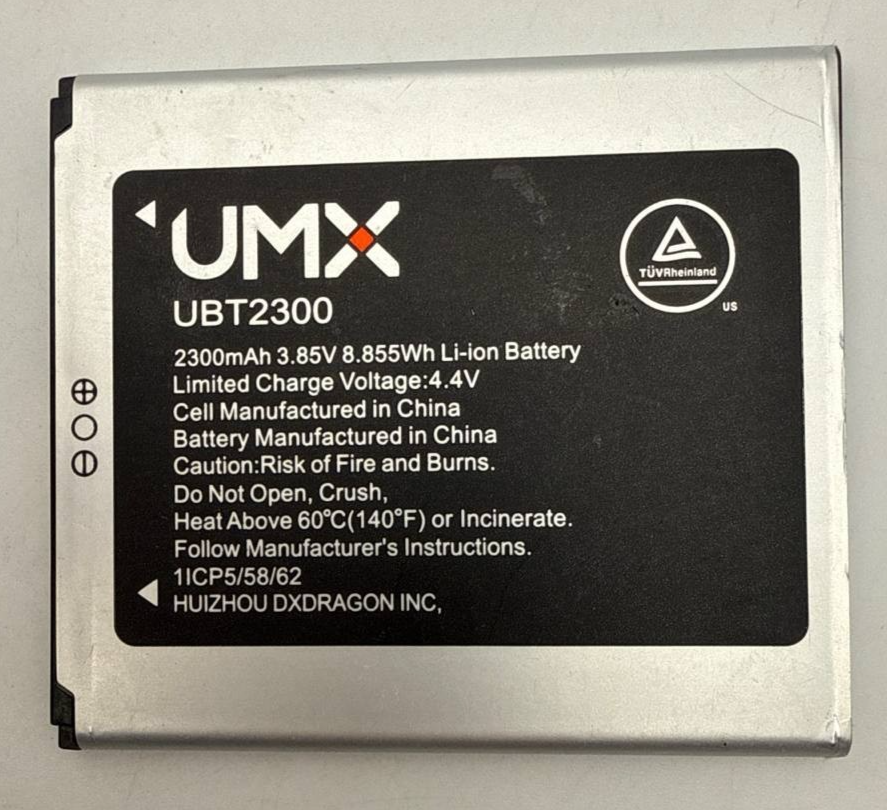 UMX
UBT2300
TÜVRheinland
US
2300mAh 3.85V 8.855Wh Li-ion Battery
Limited Charge Voltage:4.4V
Cell Manufactured in China
Battery Manufactured in China
Caution:Risk of Fire and Burns.
Do Not Open, Crush,
Heat Above 60℃(140°F) or Incinerate.
Follow Manufacturer's Instructions.
1ICP5/58/62
HUIZHOU DXDRAGON INC,